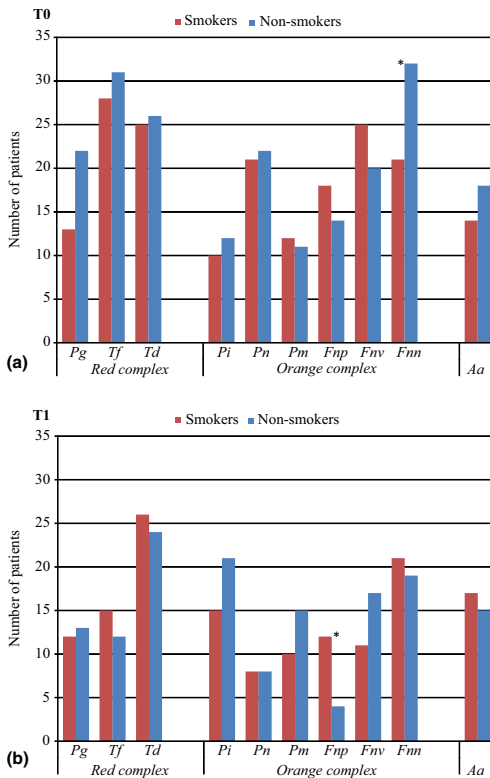 T0
Smokers Non-smokers
35
30
25
20
15
10
5
0
Number of patients
*
Pg Tf Td Pi Pn Pm Fnp Fnv Fnn
Red complex Orange complex Aa
(a)
T1
Smokers Non-smokers
35
30
25
20
15
10
5
0
Number of patients
*
Pg Tf Td Pi Pn Pm Fnp Fnv Fnn
Red complex Orange complex Aa
(b)